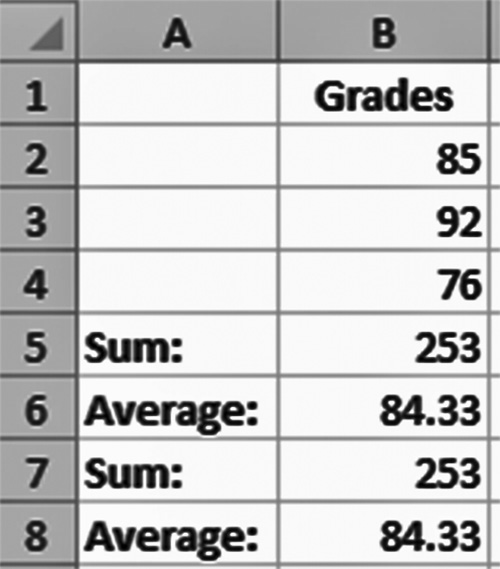 A B
1 Grades
2 85
3 92
4 76
5 Sum: 253
6 Average: 84.33
7 Sum: 253
8 Average: 84.33